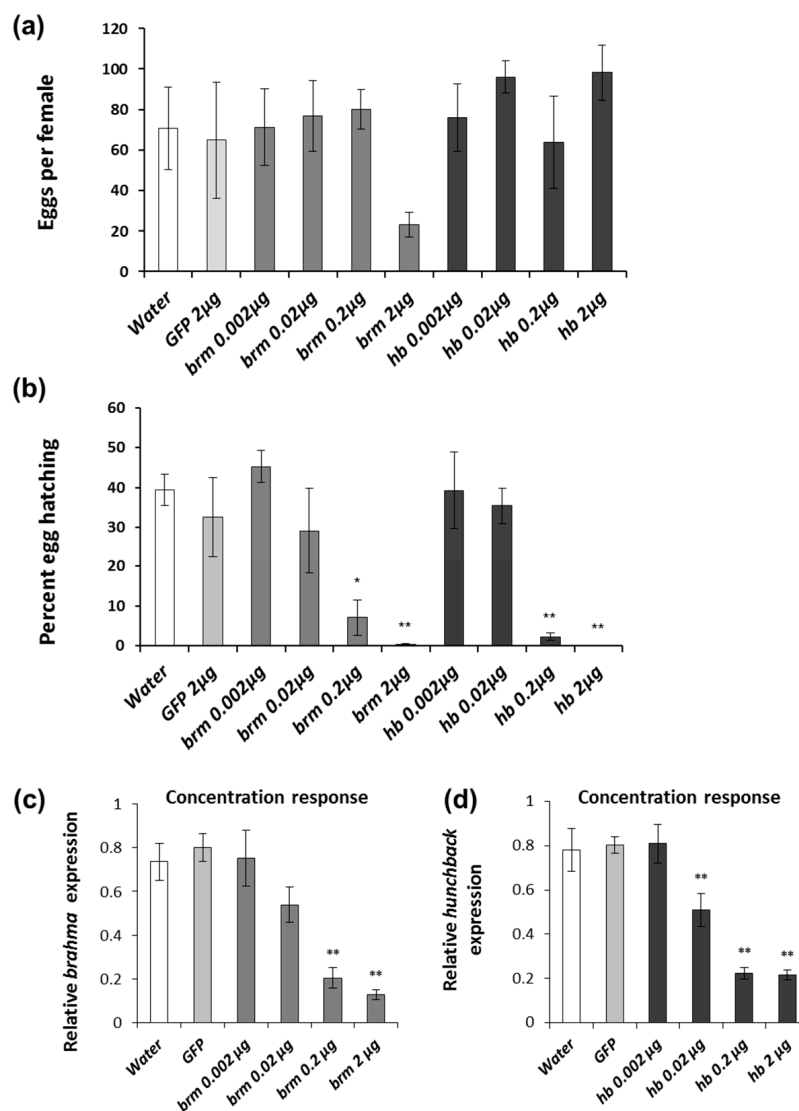 (a)
Eggs per female
120
100
80
60
40
20
0
Water
GFP 2µg
brm 0.002µg
brm 0.02µg
brm 0.2µg
brm 2µg
hb 0.002µg
hb 0.02µg
hb 0.2µg
hb 2µg
(b)
Percent egg hatching
60
50
40
30
20
10
0
*
**
**
**
Water
GFP 2µg
brm 0.002µg
brm 0.02µg
brm 0.2µg
brm 2µg
hb 0.002µg
hb 0.02µg
hb 0.2µg
hb 2µg
(c)
Concentration response
Relative brahma expression
1
0.8
0.6
0.4
0.2
0
**
**
Water
GFP
brm 0.002 µg
brm 0.02 µg
brm 0.2 µg
brm 2 µg
(d)
Concentration response
Relative hunchback
expression
1
0.8
0.6
0.4
0.2
0
**
**
**
Water
GFP
hb 0.002 µg
hb 0.02 µg
hb 0.2 µg
hb 2 µg